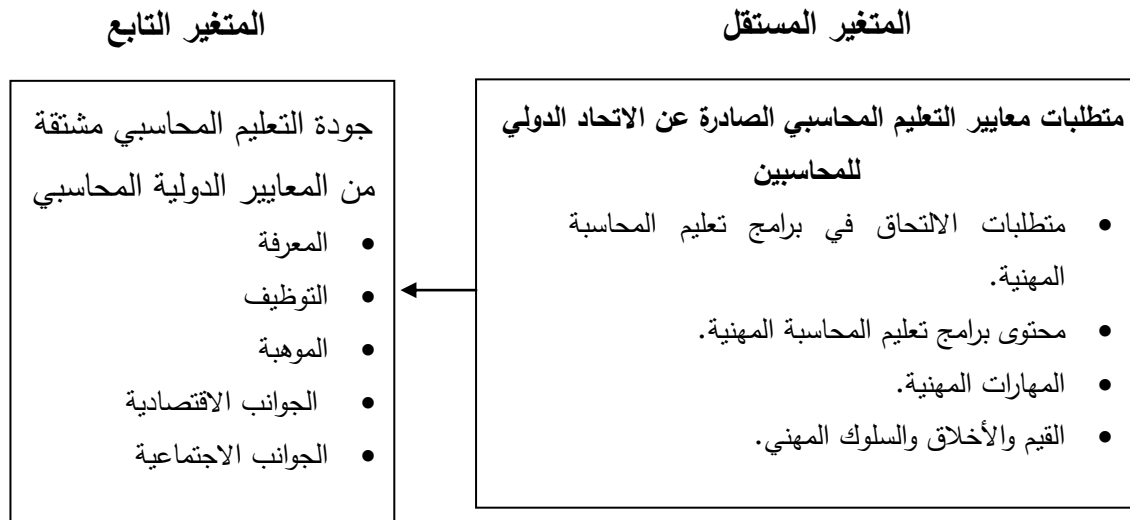 المتغير المستقل
متطلبات معايير التعليم المحاسبي الصادرة عن الاتحاد الدولي
للمحاسبين
• متطلبات الالتحاق في برامج تعليم المحاسبة
المهنية.
• محتوى برامج تعليم المحاسبة المهنية.
• المهارات المهنية.
• القيم والأخلاق والسلوك المهني.
المتغير التابع
جودة التعليم المحاسبي مشتقة
من المعايير الدولية المحاسبي
• المعرفة
• التوظيف
• الموهبة
• الجوانب الاقتصادية
• الجوانب الاجتماعية